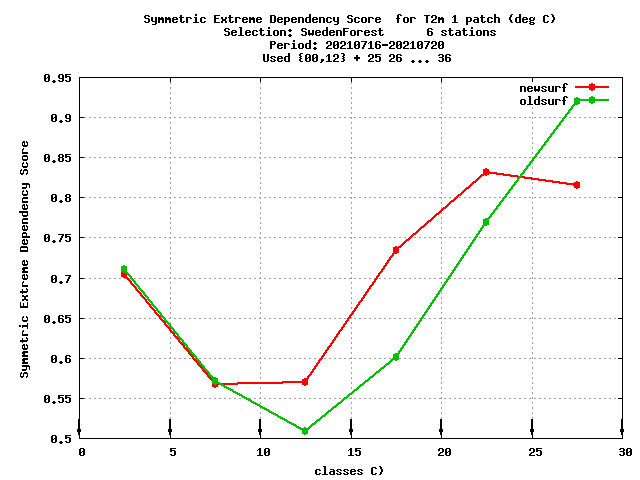 Symmetric Extreme Dependency Score  for T2m 1 patch (deg C)
Selection: SwedenForest      6 stations
Period: 20210716-20210720
Used {00,12} + 25 26 ... 36
newsurf
oldsurf
Symmetric Extreme Dependency Score
0.95
0.9
0.85
0.8
0.75
0.7
0.65
0.6
0.55
0.5
0 5 10 15 20 25 30
classes C)